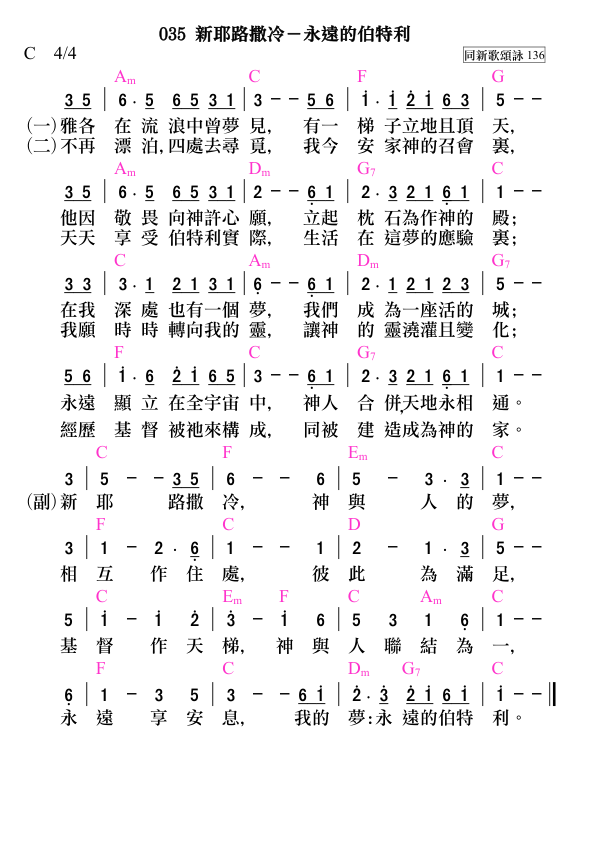 035 新耶路撒冷－永遠的伯特利
C 4/4 同新歌頌詠 136
Am C F G
3 5 | 6 · 5 6 5 3 1 | 3 - - 5 6 | i · i 2̇ i 6 3 | 5 - -
(一)雅各 在 流 浪中曾夢 見, 有一 梯 子立地且頂 天,
(二)不再 漂 泊,四處去尋 覓, 我今 安 家神的召會 裏,
Am Dm G7 C
3 5 | 6 · 5 6 5 3 1 | 2 - - 6̣ 1 | 2 · 3 2 1 6̣ 1 | 1 - -
他因 敬 畏 向神許心 願, 立起 枕 石為作神的 殿;
天天 享 受 伯特利實 際, 生活 在 這夢的應驗 裏;
C Am Dm G7
3 3 | 3 · 1 2 1 3 1 | 6̣ - - 6̣ 1 | 2 · 1 2 1 2 3 | 5 - -
在我 深 處 也有一個 夢, 我們 成 為一座活的 城;
我願 時 時 轉向我的 靈, 讓神 的 靈澆灌且變 化;
F C G7 C
5 6 | i · 6 2̇ i 6 5 | 3 - - 6̣ 1 | 2 · 3 2 1 6̣ 1 | 1 - -
永遠 顯 立 在全宇宙 中, 神人 合 併,天地永相 通。
經歷 基 督 被祂來構 成, 同被 建 造成為神的 家。
C F Em C
3 | 5 - - 3 5 | 6 - - 6 | 5 - 3 · 3 | 1 - -
(副)新 耶 路撒 冷, 神 與 人 的 夢,
F C D G
3 | 1 - 2 · 6̣ | 1 - - 1 | 2 - 1 · 3 | 5 - -
相 互 作 住 處, 彼 此 為 滿 足,
C Em F C Am C
5 | i - i 2̇ | 3̇ - i 6 | 5 3 1 6̣ | 1 - -
基 督 作 天 梯, 神 與 人 聯 結 為 一,
F C Dm G7 C
6̣ | 1 - 3 5 | 3 - - 6 i | 2̇ · 3̇ 2̇ i 6 i | i - -
永 遠 享 安 息, 我的 夢:永 遠的伯特 利。